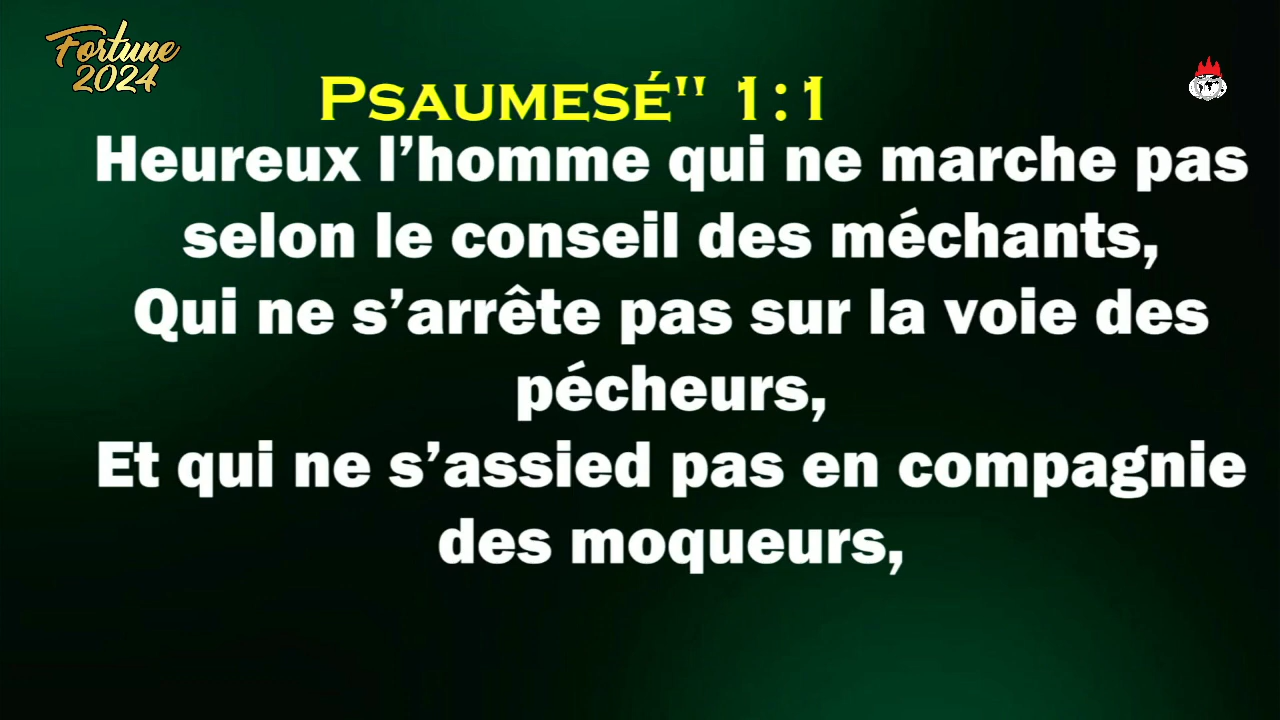 Fortune
2024
Psaumesé" 1:1
Heureux l’homme qui ne marche pas
selon le conseil des méchants,
Qui ne s’arrête pas sur la voie des
pécheurs,
Et qui ne s’assied pas en compagnie
des moqueurs,